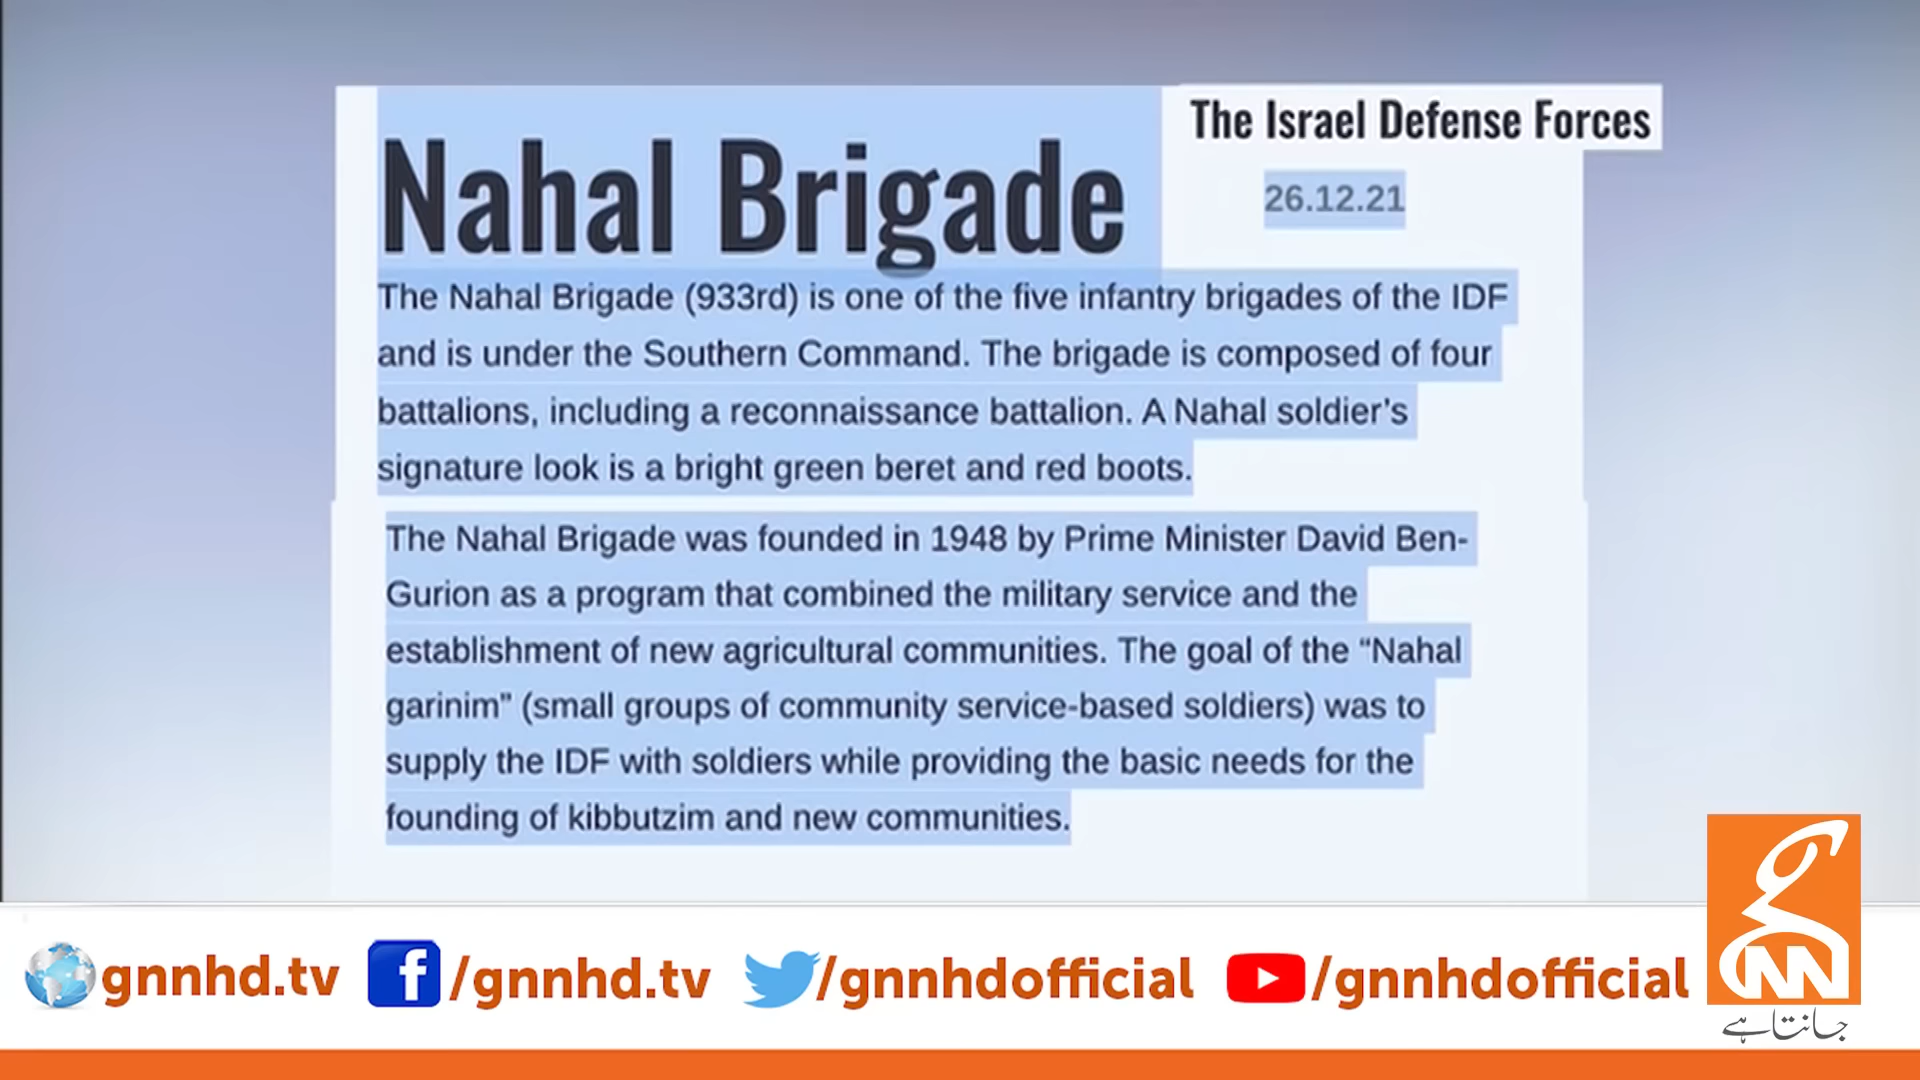 The Israel Defense Forces
Nahal Brigade
26.12.21
The Nahal Brigade (933rd) is one of the five infantry brigades of the IDF
and is under the Southern Command. The brigade is composed of four
battalions, including a reconnaissance battalion. A Nahal soldier’s
signature look is a bright green beret and red boots.
The Nahal Brigade was founded in 1948 by Prime Minister David Ben-
Gurion as a program that combined the military service and the
establishment of new agricultural communities. The goal of the “Nahal
garinim” (small groups of community service-based soldiers) was to
supply the IDF with soldiers while providing the basic needs for the
founding of kibbutzim and new communities.
gnnhd.tv f/gnnhd.tv /gnnhdofficial /gnnhdofficial
GNN
جانتا ہے